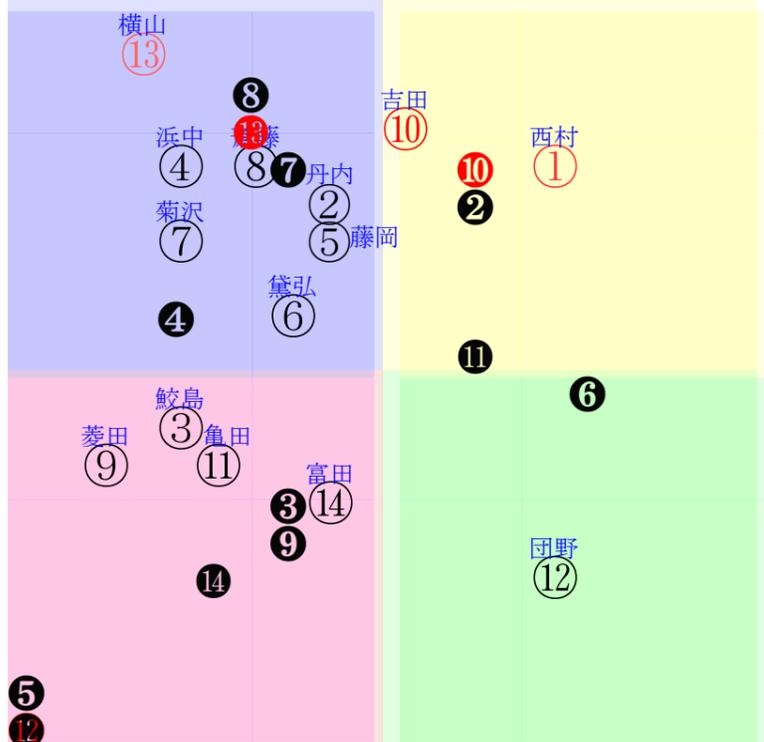 横山
⑬
❽
吉田
⓭
藤
⑩
浜中
西村
④
⑧
❼
丹内
❿
①
②
❷
菊沢
⑦
⑤
藤岡
黛弘
⑥
❹
⓫
❻
鮫島
③
菱田
亀田
⑨
⑪
富田
⑭
❸
❾
団野
⓮
⑫
❺
⓬